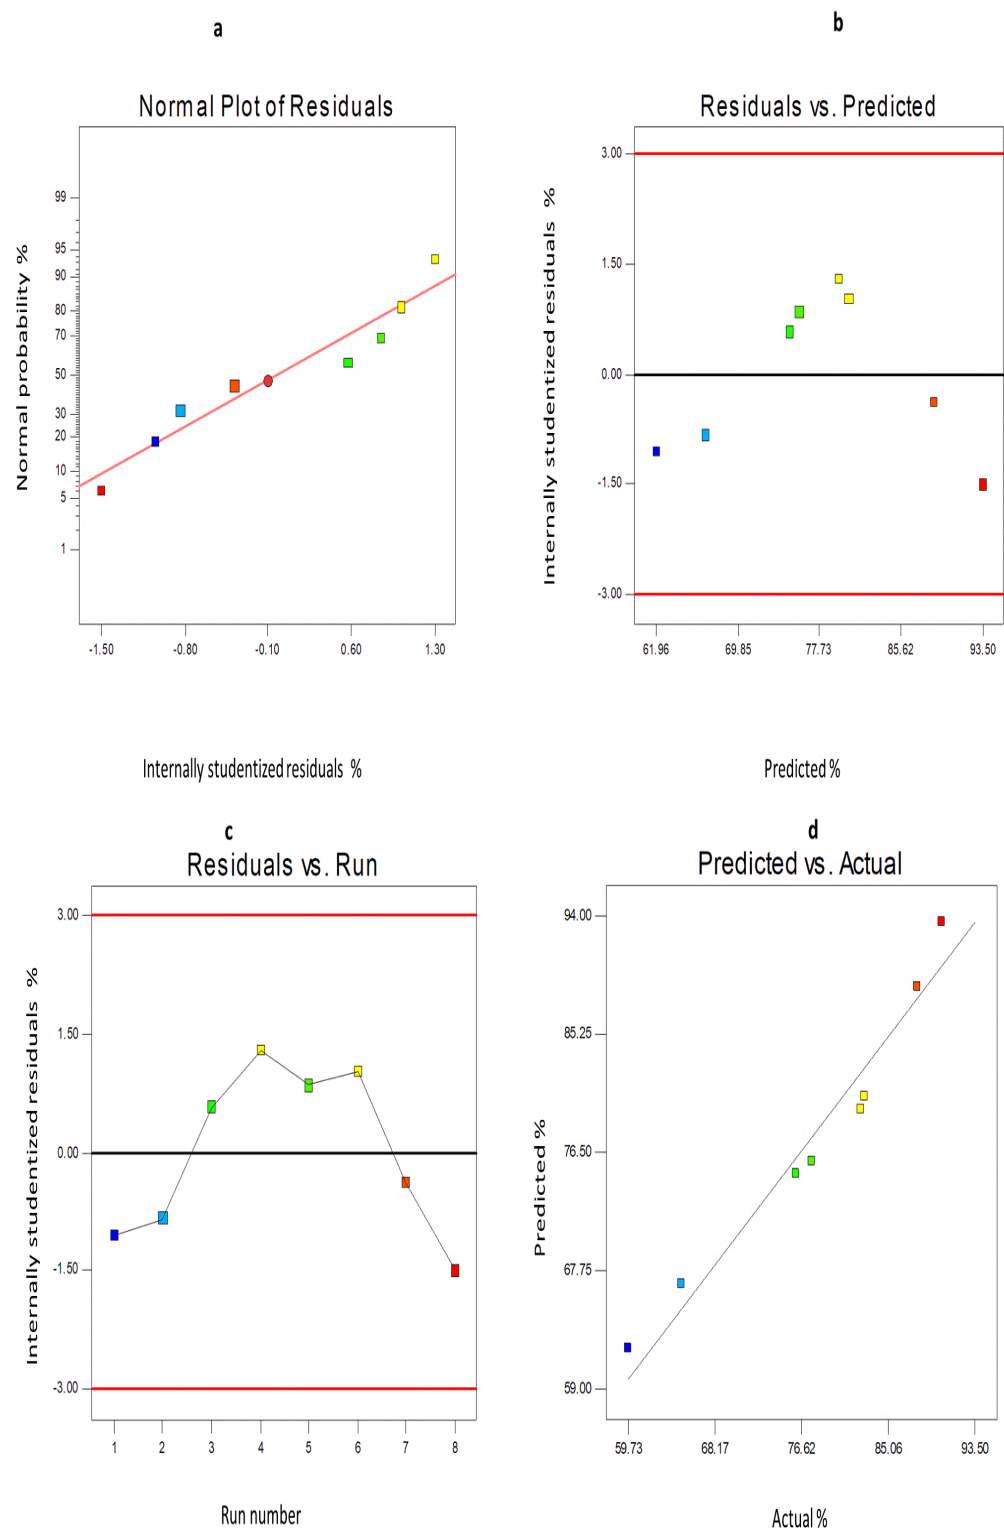 a
Normal Plot of Residuals
Normal probability %
99
95
90
80
70
50
30
20
10
5
1
-1.50 -0.80 -0.10 0.60 1.30
Internally studentized residuals %
b
Residuals vs. Predicted
Internally studentized residuals %
3.00
1.50
0.00
-1.50
-3.00
61.96 69.85 77.73 85.62 93.50
Predicted %
c
Residuals vs. Run
Internally studentized residuals %
3.00
1.50
0.00
-1.50
-3.00
1 2 3 4 5 6 7 8
Run number
d
Predicted vs. Actual
Predicted %
94.00
85.25
76.50
67.75
59.00
59.73 68.17 76.62 85.06 93.50
Actual %